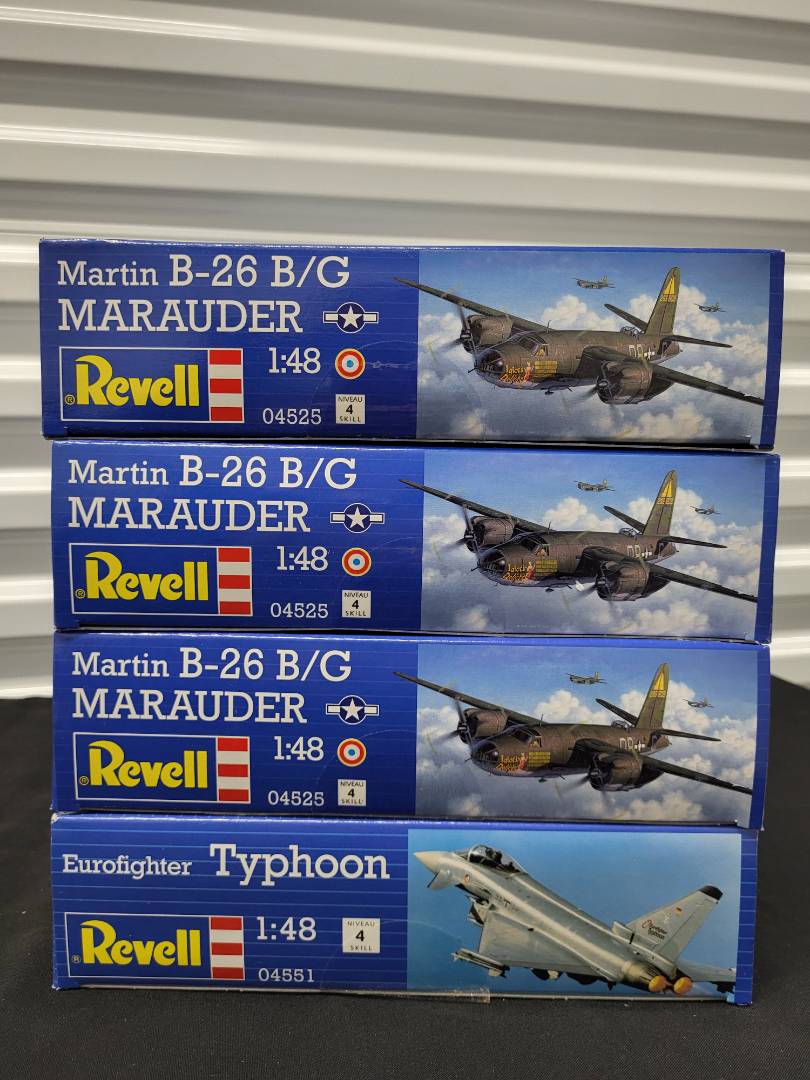 Martin B-26 B/G
MARAUDER
1:48
® Revell
04525
NIVEAU
4
SKILL
Martin B-26 B/G
MARAUDER
1:48
® Revell
04525
NIVEAU
4
SKILL
Martin B-26 B/G
MARAUDER
1:48
® Revell
04525
NIVEAU
4
SKILL
Eurofighter Typhoon
® Revell
1:48
NIVEAU
4
SKILL
04551